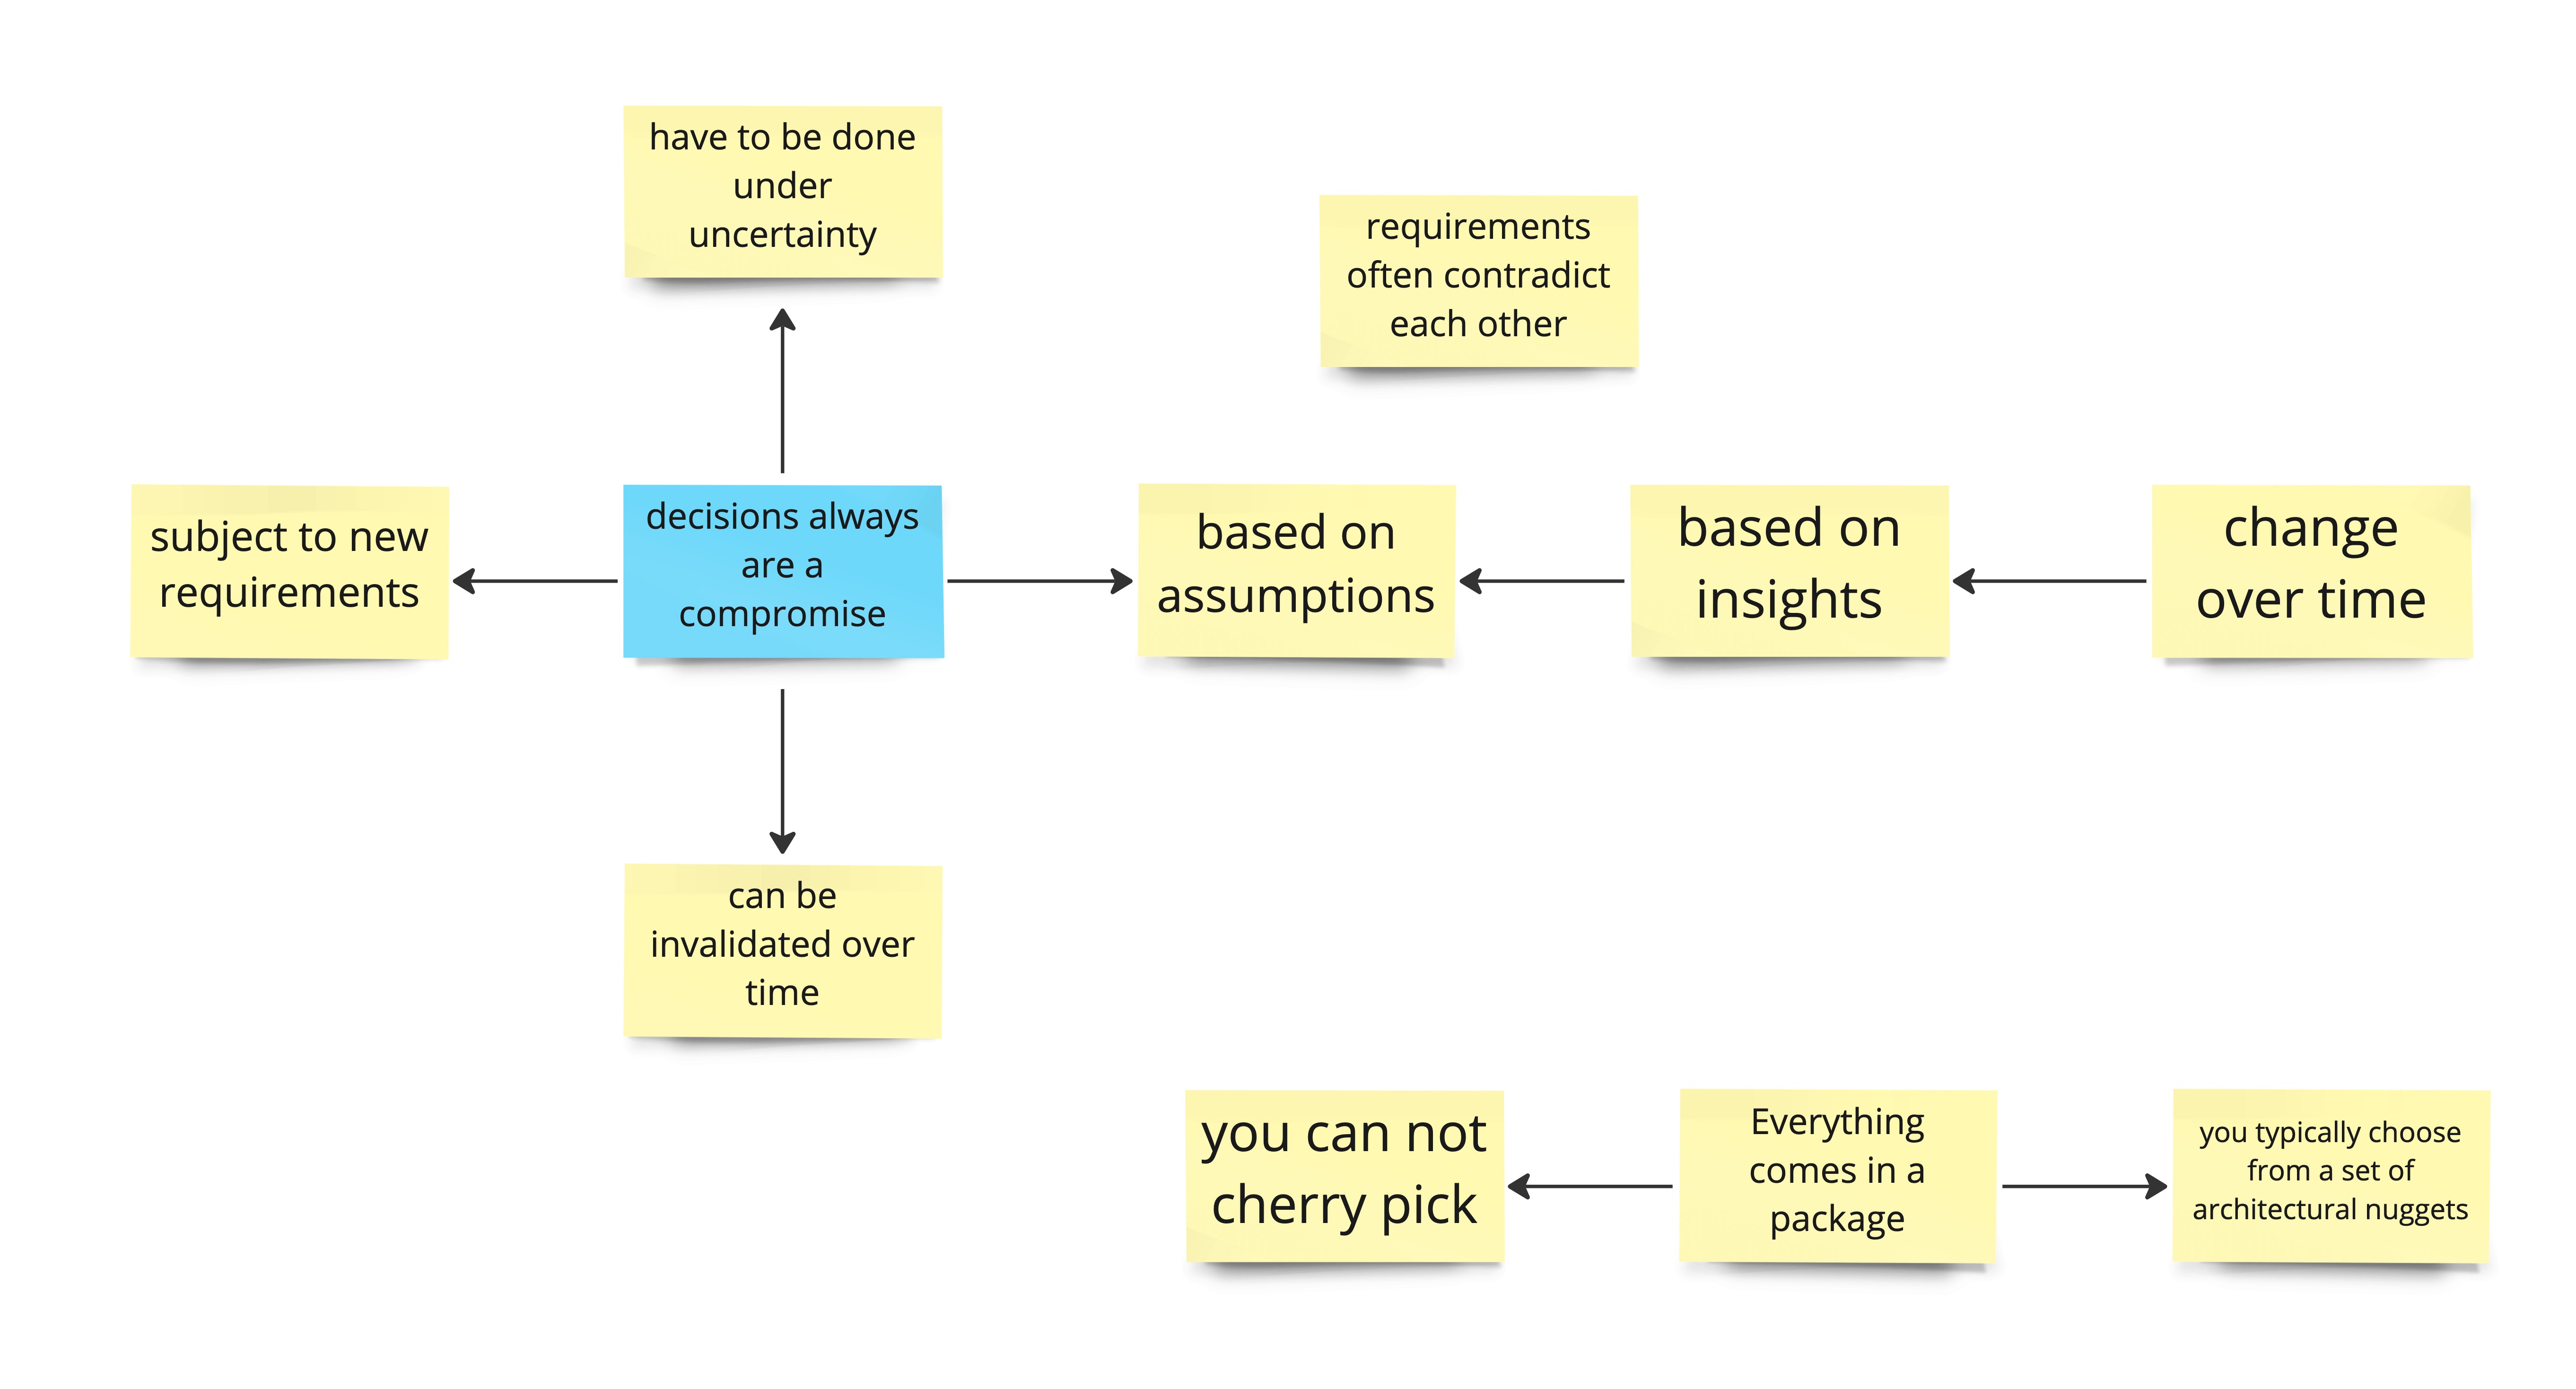 have to be done
under
uncertainty
requirements
often contradict
each other
subject to new
requirements
decisions always
are a
compromise
based on
assumptions
based on
insights
change
over time
can be
invalidated over
time
you can not
cherry pick
Everything
comes in a
package
you typically choose
from a set of
architectural nuggets